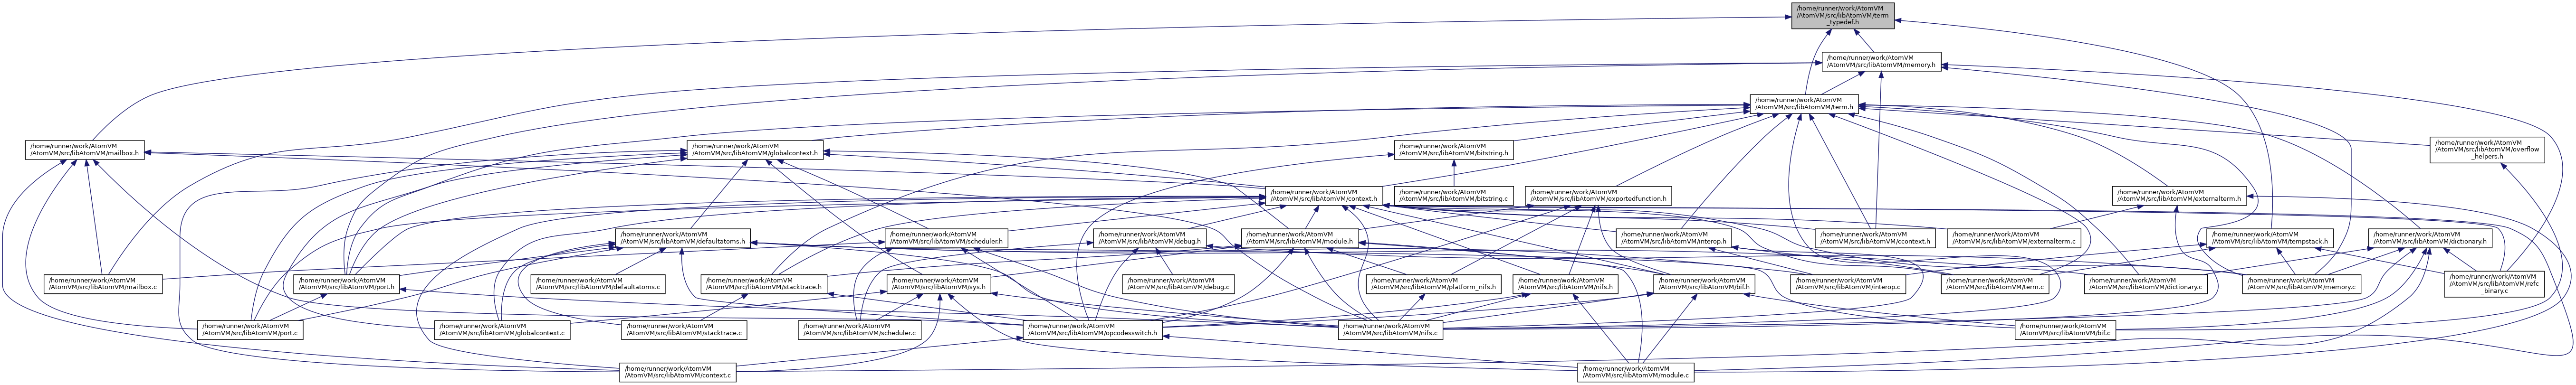 /home/runner/work/AtomVM
/AtomVM/src/libAtomVM/term
_typedef.h
/home/runner/work/AtomVM
/AtomVM/src/libAtomVM/memory.h
/home/runner/work/AtomVM
/AtomVM/src/libAtomVM/term.h
/home/runner/work/AtomVM
/AtomVM/src/libAtomVM/mailbox.h
/home/runner/work/AtomVM
/AtomVM/src/libAtomVM/globalcontext.h
/home/runner/work/AtomVM
/AtomVM/src/libAtomVM/bitstring.h
/home/runner/work/AtomVM
/AtomVM/src/libAtomVM/overflow
_helpers.h
/home/runner/work/AtomVM
/AtomVM/src/libAtomVM/context.h
/home/runner/work/AtomVM
/AtomVM/src/libAtomVM/bitstring.c
/home/runner/work/AtomVM
/AtomVM/src/libAtomVM/exportedfunction.h
/home/runner/work/AtomVM
/AtomVM/src/libAtomVM/externalterm.h
/home/runner/work/AtomVM
/AtomVM/src/libAtomVM/defaultatoms.h
/home/runner/work/AtomVM
/AtomVM/src/libAtomVM/scheduler.h
/home/runner/work/AtomVM
/AtomVM/src/libAtomVM/debug.h
/home/runner/work/AtomVM
/AtomVM/src/libAtomVM/module.h
/home/runner/work/AtomVM
/AtomVM/src/libAtomVM/interop.h
/home/runner/work/AtomVM
/AtomVM/src/libAtomVM/ccontext.h
/home/runner/work/AtomVM
/AtomVM/src/libAtomVM/externalterm.c
/home/runner/work/AtomVM
/AtomVM/src/libAtomVM/tempstack.h
/home/runner/work/AtomVM
/AtomVM/src/libAtomVM/dictionary.h
/home/runner/work/AtomVM
/AtomVM/src/libAtomVM/mailbox.c
/home/runner/work/AtomVM
/AtomVM/src/libAtomVM/port.h
/home/runner/work/AtomVM
/AtomVM/src/libAtomVM/defaultatoms.c
/home/runner/work/AtomVM
/AtomVM/src/libAtomVM/stacktrace.h
/home/runner/work/AtomVM
/AtomVM/src/libAtomVM/sys.h
/home/runner/work/AtomVM
/AtomVM/src/libAtomVM/debug.c
/home/runner/work/AtomVM
/AtomVM/src/libAtomVM/platform_nifs.h
/home/runner/work/AtomVM
/AtomVM/src/libAtomVM/nifs.h
/home/runner/work/AtomVM
/AtomVM/src/libAtomVM/bif.h
/home/runner/work/AtomVM
/AtomVM/src/libAtomVM/interop.c
/home/runner/work/AtomVM
/AtomVM/src/libAtomVM/term.c
/home/runner/work/AtomVM
/AtomVM/src/libAtomVM/dictionary.c
/home/runner/work/AtomVM
/AtomVM/src/libAtomVM/memory.c
/home/runner/work/AtomVM
/AtomVM/src/libAtomVM/refc
_binary.c
/home/runner/work/AtomVM
/AtomVM/src/libAtomVM/port.c
/home/runner/work/AtomVM
/AtomVM/src/libAtomVM/globalcontext.c
/home/runner/work/AtomVM
/AtomVM/src/libAtomVM/stacktrace.c
/home/runner/work/AtomVM
/AtomVM/src/libAtomVM/scheduler.c
/home/runner/work/AtomVM
/AtomVM/src/libAtomVM/opcodesswitch.h
/home/runner/work/AtomVM
/AtomVM/src/libAtomVM/nifs.c
/home/runner/work/AtomVM
/AtomVM/src/libAtomVM/bif.c
/home/runner/work/AtomVM
/AtomVM/src/libAtomVM/context.c
/home/runner/work/AtomVM
/AtomVM/src/libAtomVM/module.c